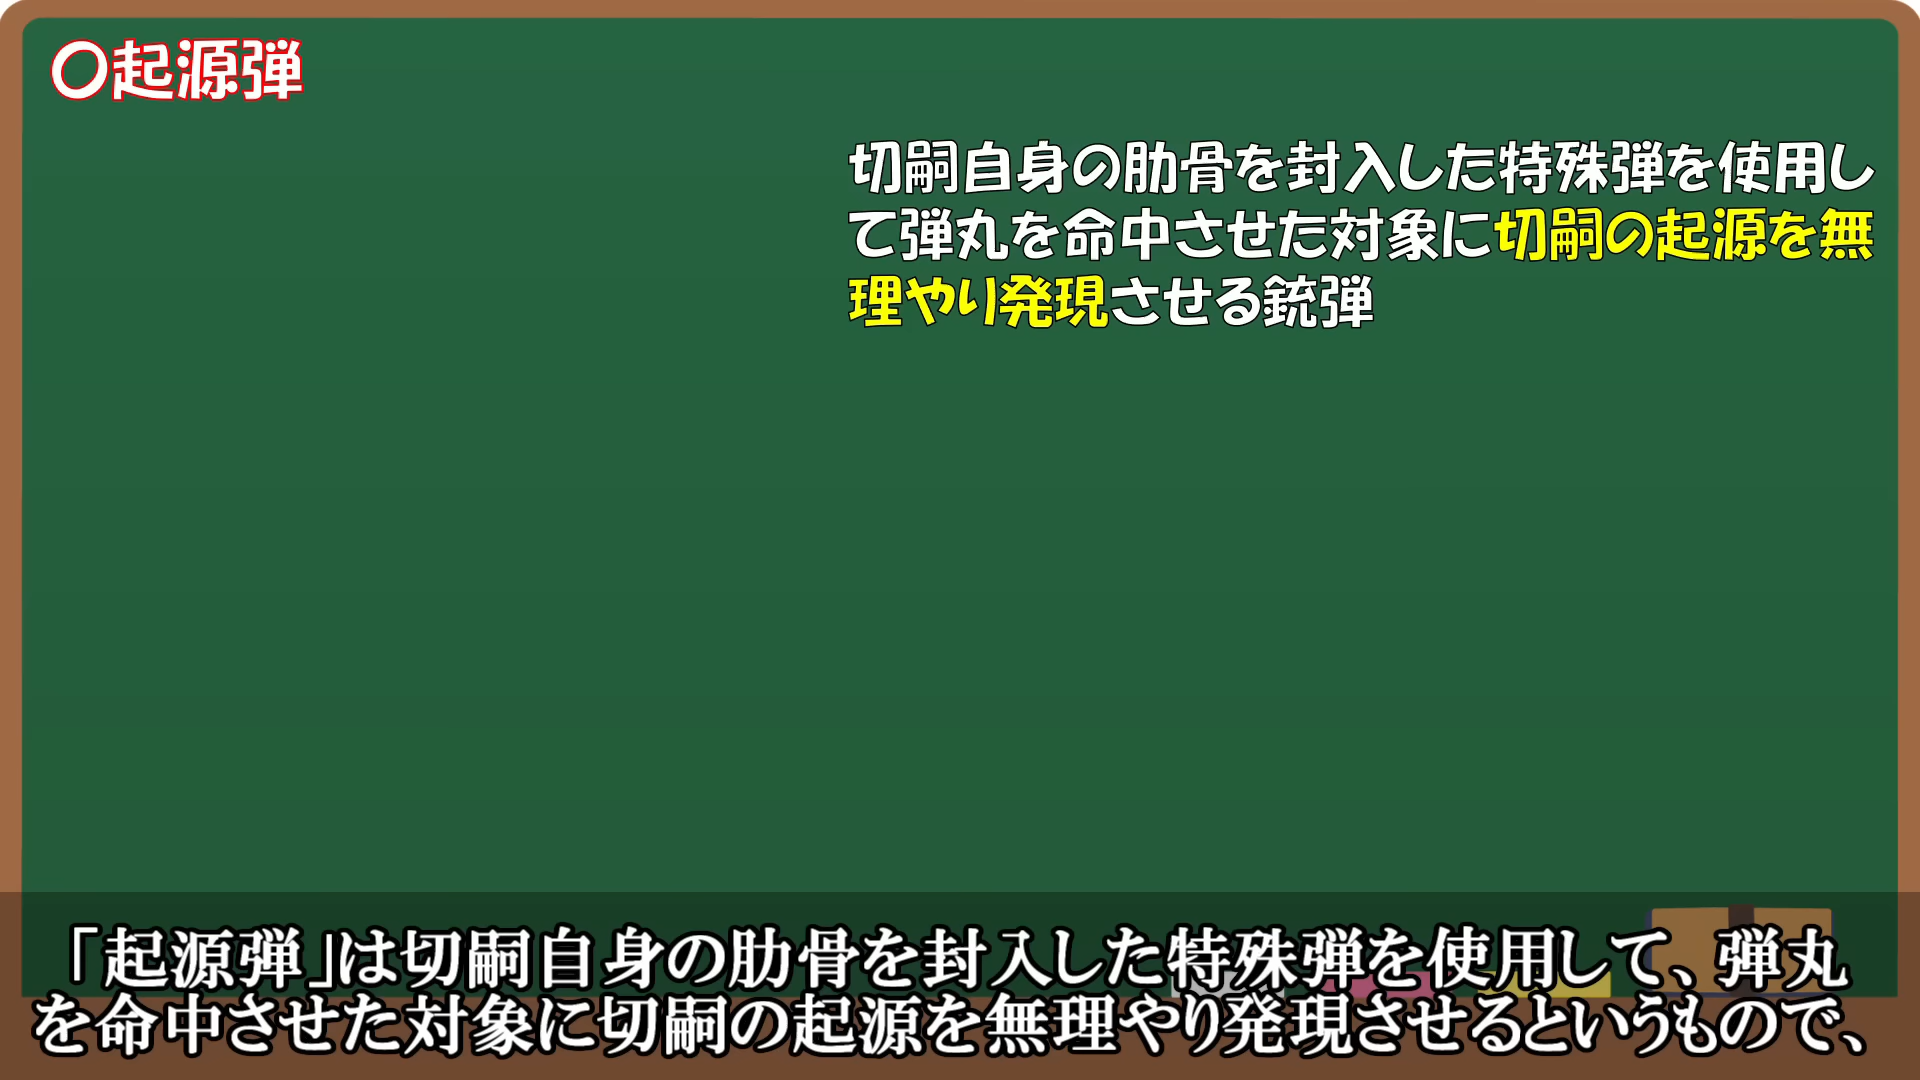 〇起源弾
切嗣自身の肋骨を封入した特殊弾を使用し
て弾丸を命中させた対象に切嗣の起源を無
理やり発現させる銃弾
「起源弾」は切嗣自身の肋骨を封入した特殊弾を使用して、弾丸
を命中させた対象に切嗣の起源を無理やり発現させるというもので、